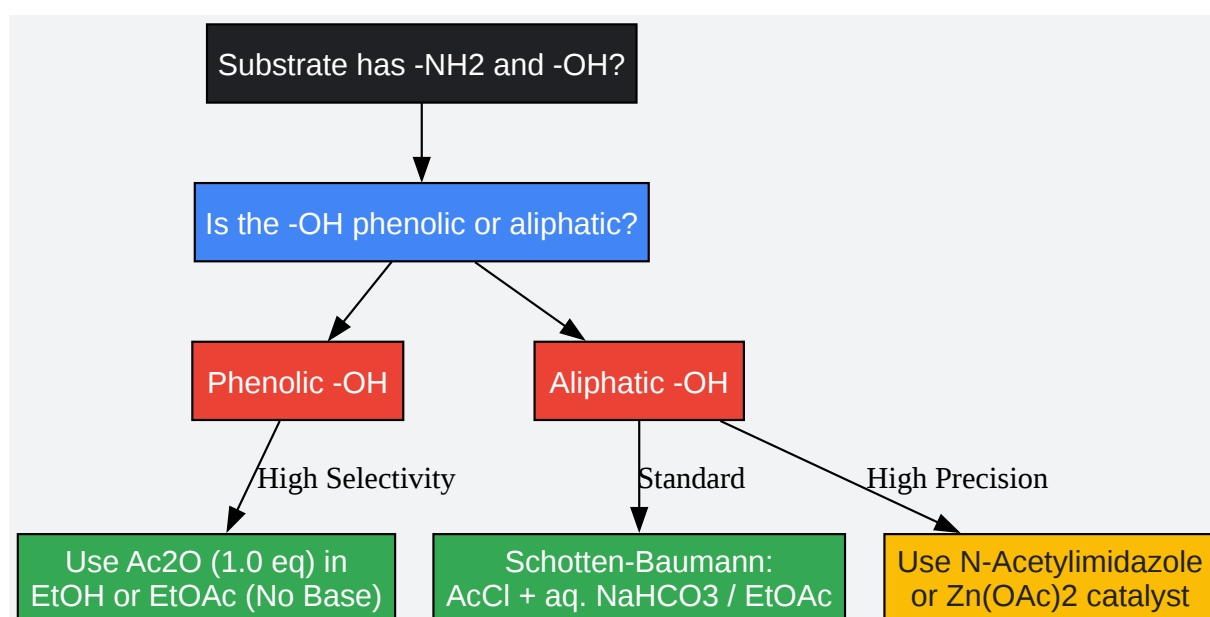 Substrate has -NH2 and -OH?
Is the -OH phenolic or aliphatic?
Phenolic -OH
Aliphatic -OH
High Selectivity
Standard
High Precision
Use Ac2O (1.0 eq) in
EtOH or EtOAc (No Base)
Schotten-Baumann:
AcCl + aq. NaHCO3 / EtOAc
Use N-Acetylimidazole
or Zn(OAc)2 catalyst